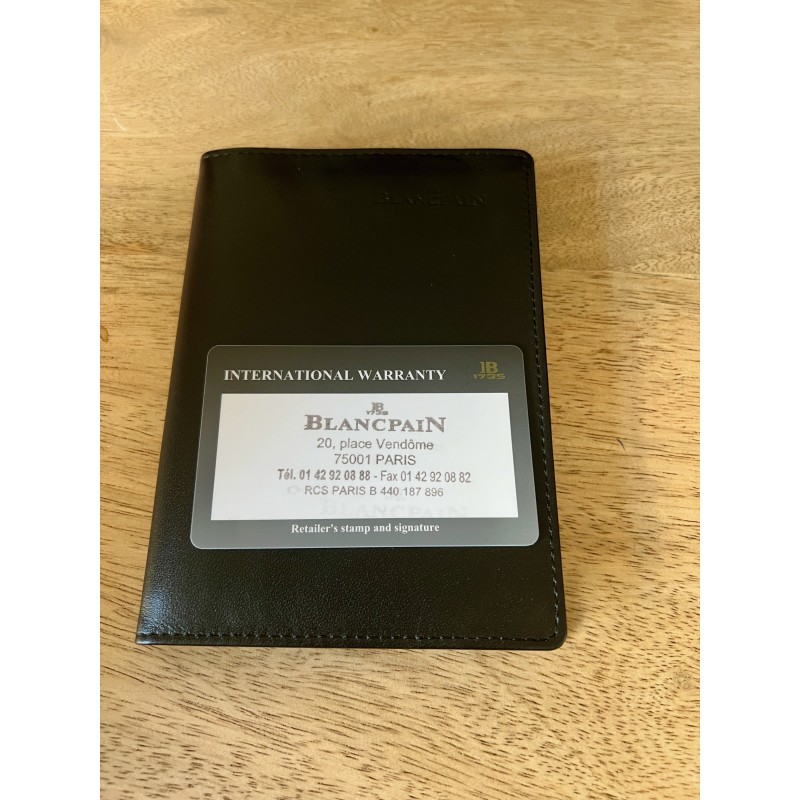 BLANCPAIN
INTERNATIONAL WARRANTY
JB
1735
JB
1735
BLANCPAIN
20, place Vendôme
75001 PARIS
Tél. 01 42 92 08 88 - Fax 01 42 92 08 82
RCS PARIS B 440 187 896
BLANCPAIN
Retailer's stamp and signature